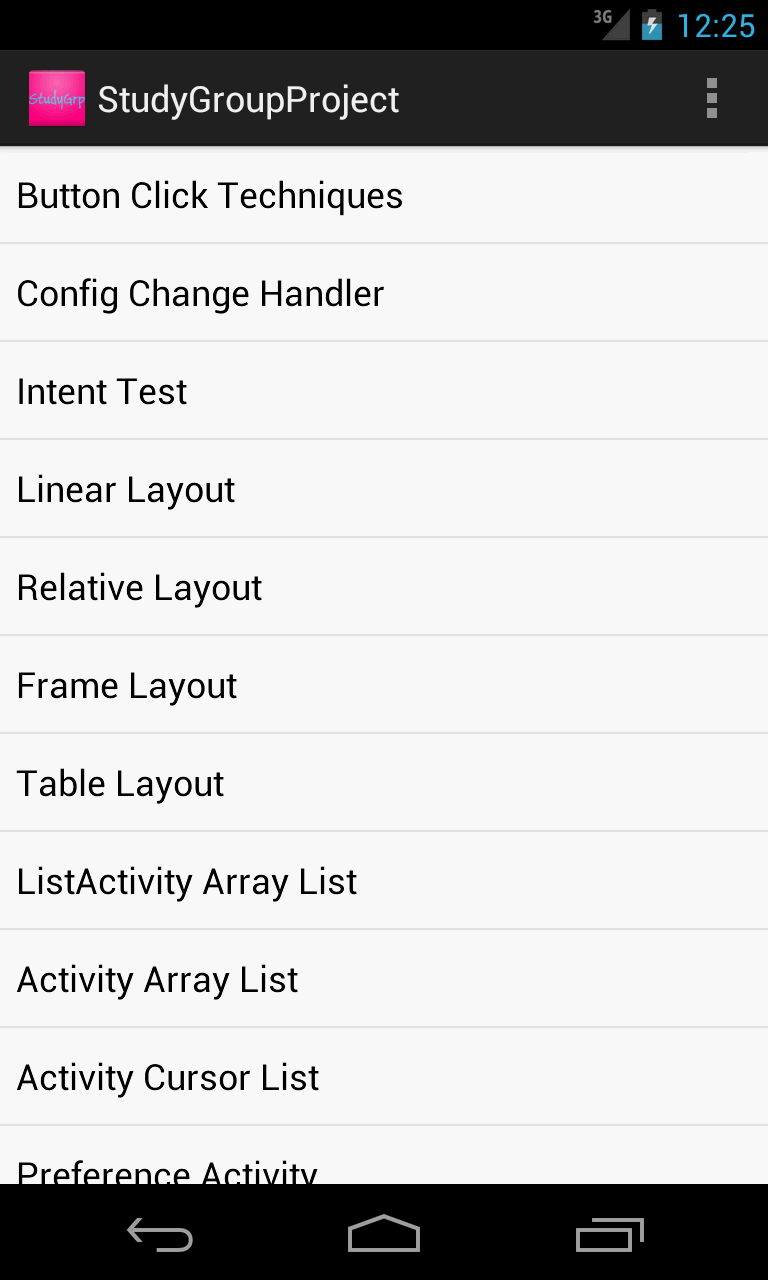 3G 12:25
StudyGrp StudyGroupProject
Button Click Techniques
Config Change Handler
Intent Test
Linear Layout
Relative Layout
Frame Layout
Table Layout
ListActivity Array List
Activity Array List
Activity Cursor List
Preference Activity